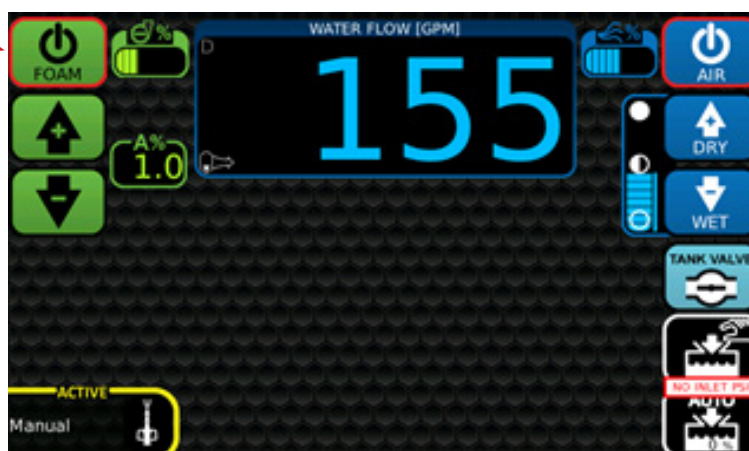 FOAM
%
D
WATER FLOW [GPM]
155
%
AIR
A%
1.0
DRY
WET
TANK VALVE
NO INLET PSI
AUTO
0 %
ACTIVE
Manual